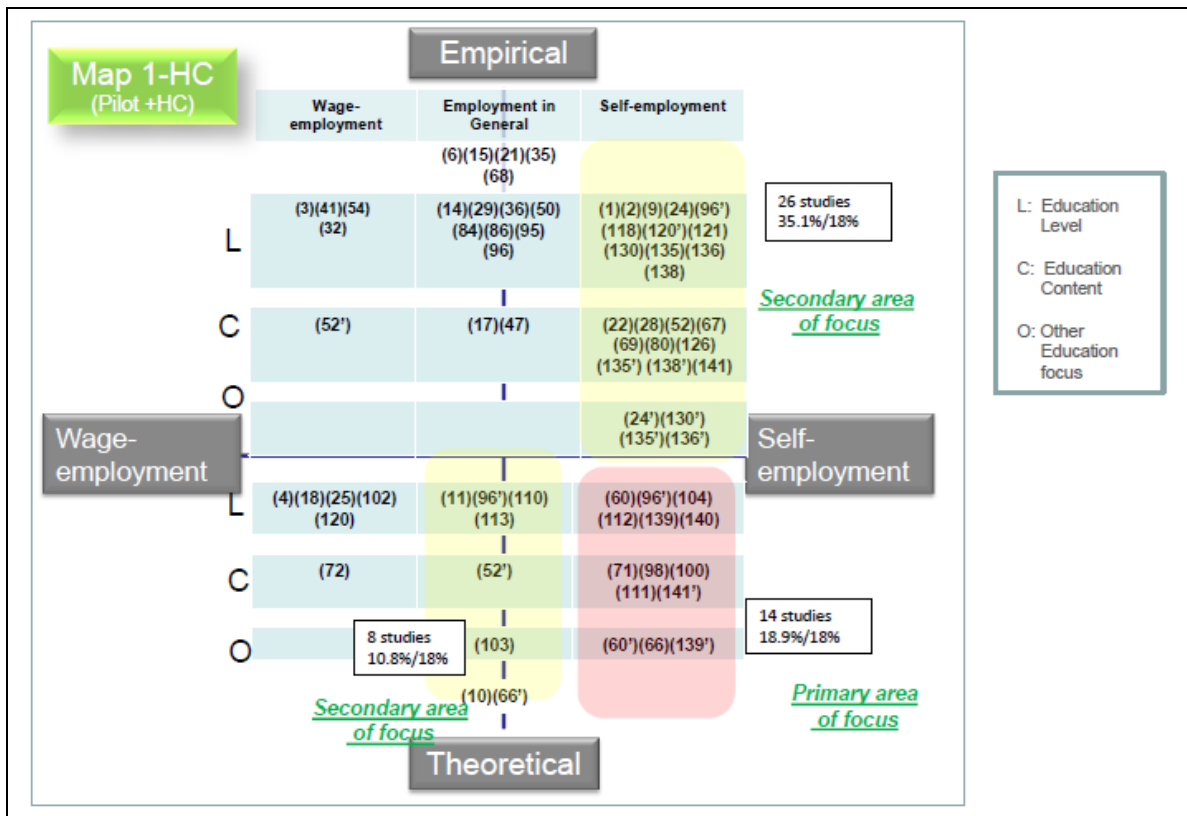 Empirical
Map 1-HC
(Pilot +HC)
Wage-
employment
Employment in
General
Self-employment
(6)(15)(21)(35)
(68)
L
(3)(41)(54)
(32)
(14)(29)(36)(50)
(84)(86)(95)
(96)
(1)(2)(9)(24)(96’)
(118)(120’)(121)
(130)(135)(136)
(138)
26 studies
35.1%/18%
Secondary area
of focus
C
(52’)
(17)(47)
(22)(28)(52)(67)
(69)(80)(126)
(135’) (138’)(141)
O
(24’)(130’)
(135’)(136’)
Wage-
employment
Self-
employment
L
(4)(18)(25)(102)
(120)
(11)(96’)(110)
(113)
(60)(96’)(104)
(112)(139)(140)
C
(72)
(52’)
(71)(98)(100)
(111)(141’)
O
8 studies
10.8%/18%
(103)
(60’)(66)(139’)
14 studies
18.9%/18%
(10)(66’)
Secondary area
of focus
Primary area
of focus
Theoretical
L: Education
Level
C: Education
Content
O: Other
Education
focus